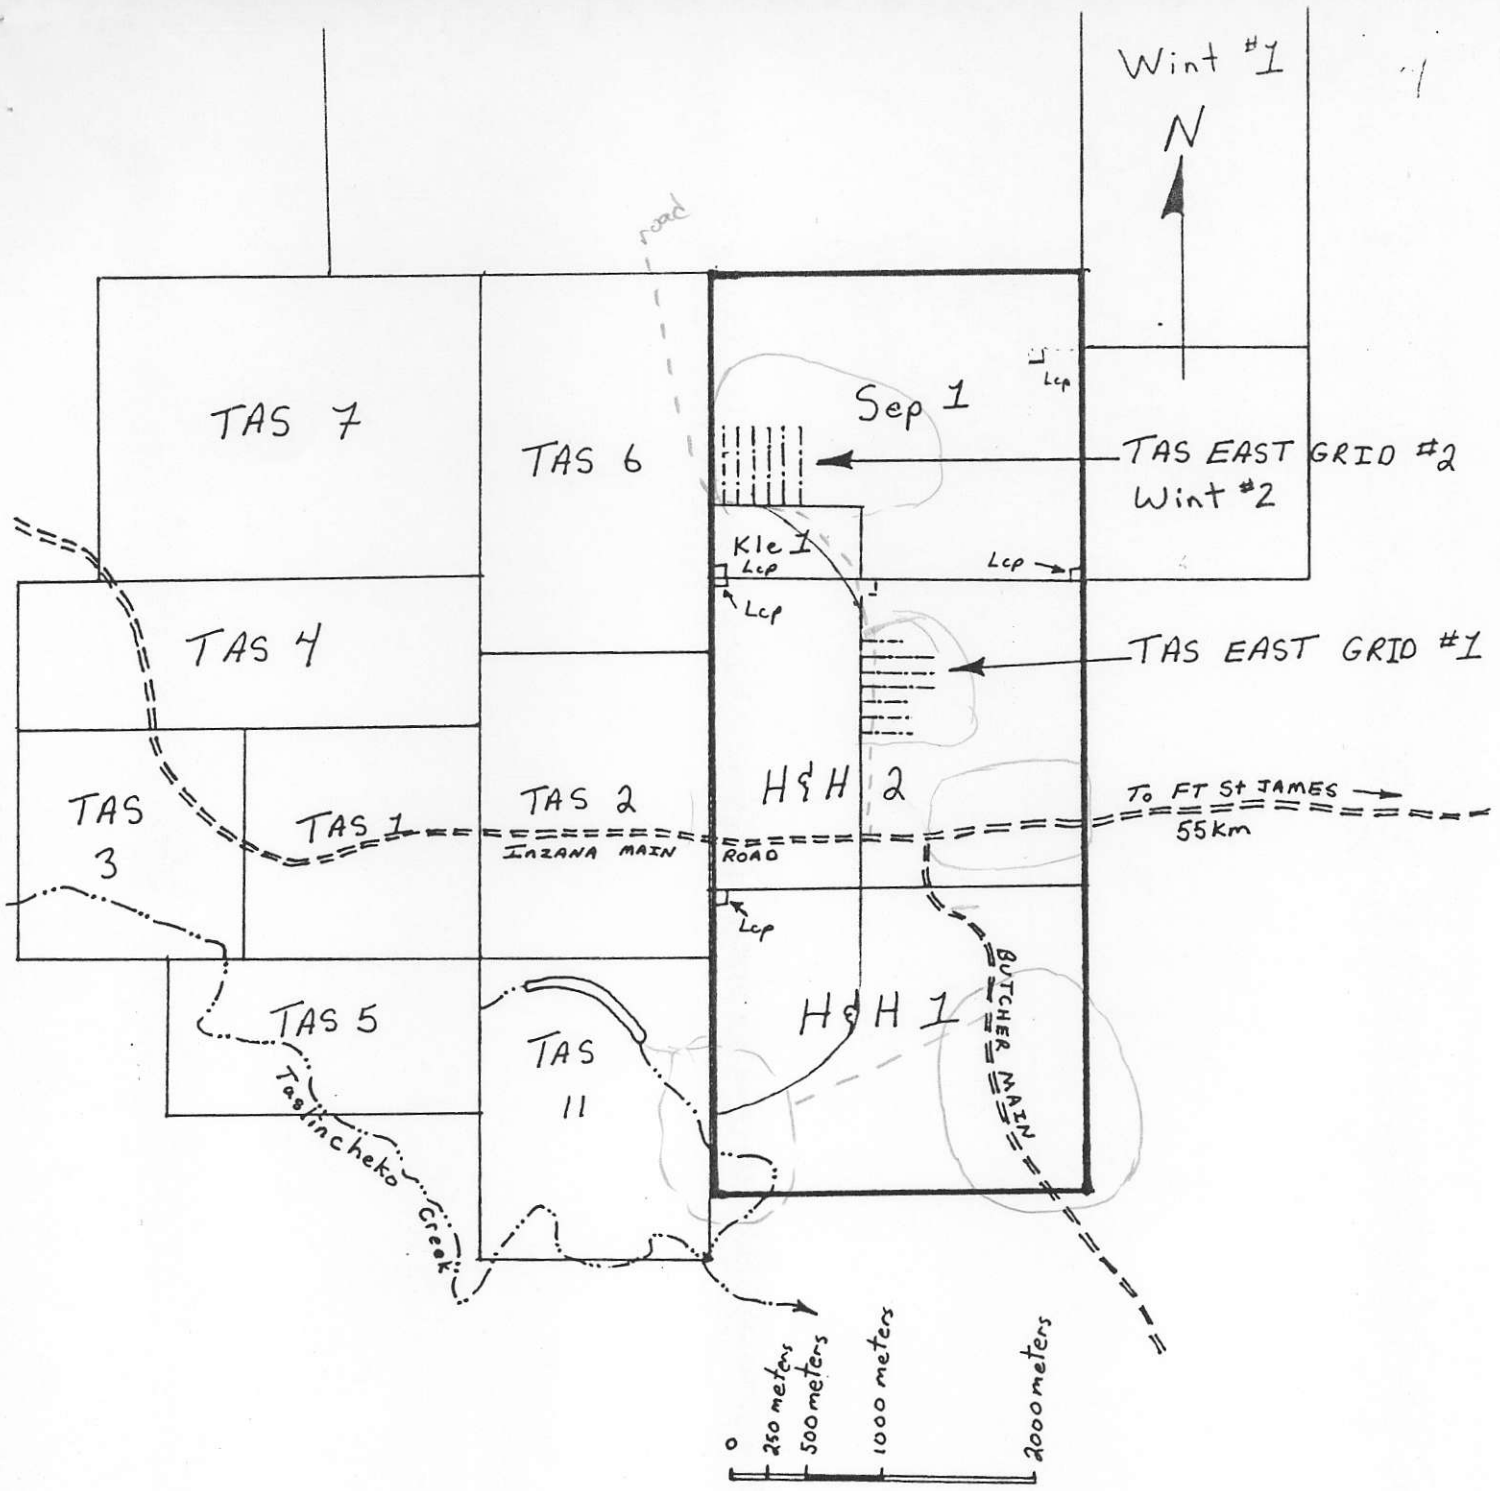 Wint #1
N
road
Lcp
Sep 1
TAS 7
TAS 6
TAS EAST GRID #2
Wint #2
Kle 1
Lcp
Lcp
Lcp
TAS 4
TAS EAST GRID #1
TAS
3
TAS 1
TAS 2
H&H 2
To FT St JAMES
55km
INZANA MAIN ROAD
Lcp
BUTCHER MAIN
H&H 1
TAS 5
TAS
11
Taslincheko Creek
0
250 meters
500 meters
1000 meters
2000 meters